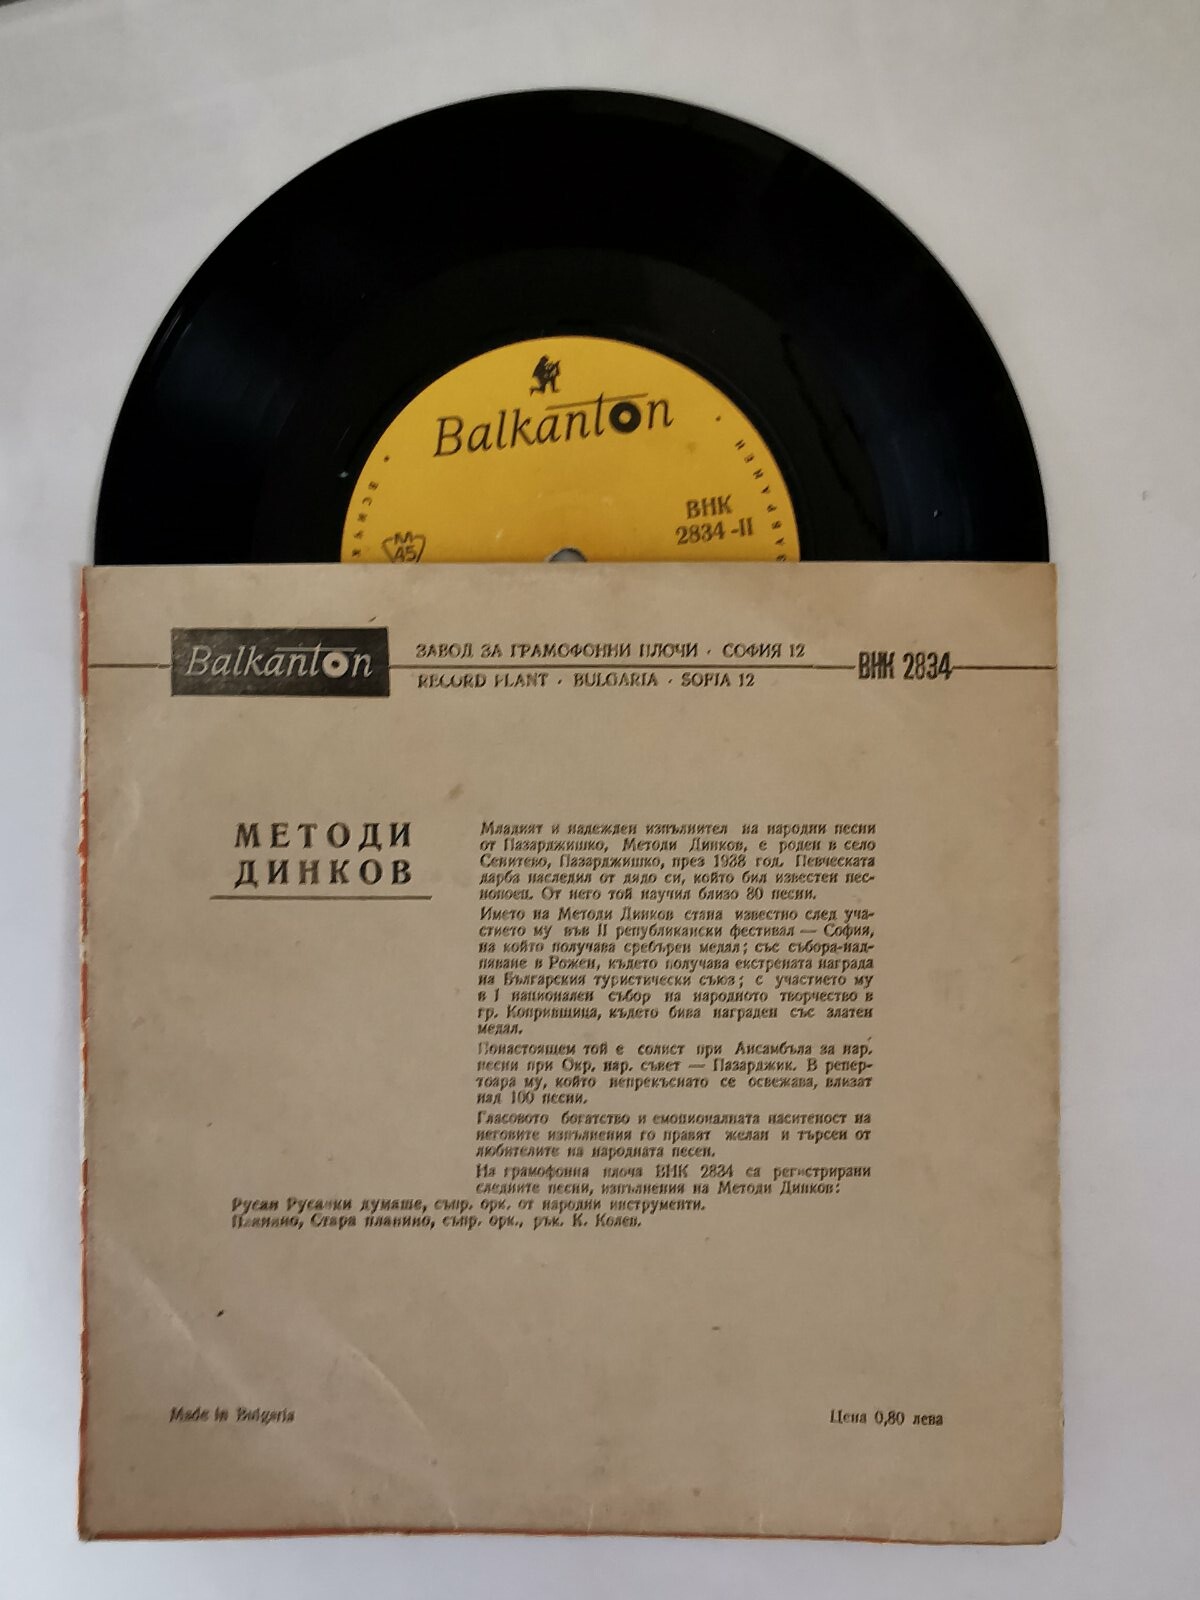 Balkanton
ВНК
2834-II
М
45
Balkanton
ЗАВОД ЗА ГРАМОФОННИ ПЛОЧИ · СОФИЯ 12
RECORD PLANT · BULGARIA · SOFIA 12
ВНК 2834
МЕТОДИ
ДИНКОВ
Младият и надежден изпълнител на народни песни
от Пазарджишко, Методи Динков, е роден в село
Сбитево, Пазарджишко, през 1938 год. Певческата
дарба наследил от дядо си, който бил известен пес-
нопоец. От него той научил близо 80 песни.
Името на Методи Динков стана известно след уча-
стието му във II републикански фестивал — София,
на който получава сребърен медал; със събора-над-
пяване в Рожен, където получава екстрената награда
на Българския туристически съюз; с участието му
в I национален събор на народното творчество в
гр. Копривщица, където бива награден със златен
медал.
Понастоящем той е солист при Ансамбъла за нар.
песни при Окр. нар. съвет — Пазарджик. В репер-
тоара му, който непрекъснато се освежава, влизат
над 100 песни.
Гласовото богатство и емоционалната наситеност на
неговите изпълнения го правят желан и търсен от
любителите на народната песен.
На грамофонна плоча ВНК 2834 са регистрирани
следните песни, изпълнения на Методи Динков:
Русан Русанки думаше, съпр. орк. от народни инструменти.
Планино, Стара планино, съпр. орк., рък. К. Колев.
Made in Bulgaria
Цена 0,80 лева